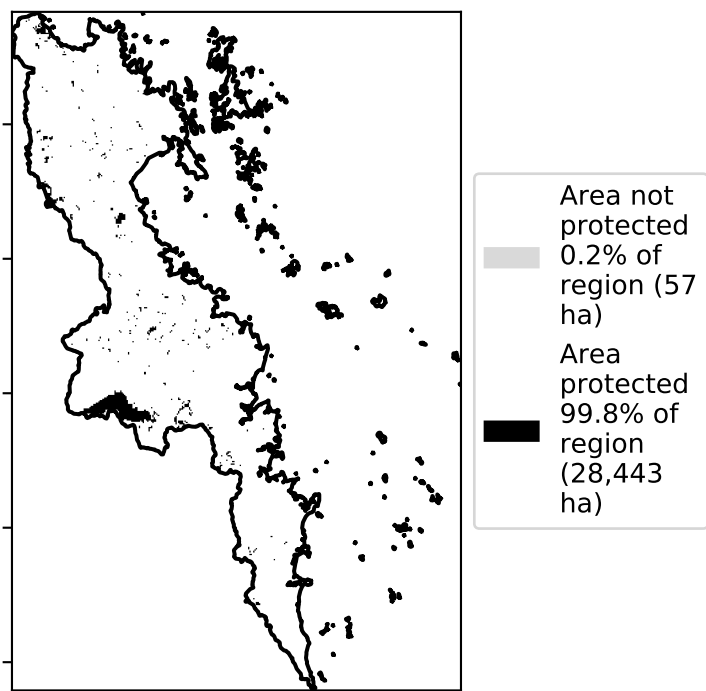 Area not
protected
0.2% of
region (57
ha)
Area
protected
99.8% of
region
(28,443
ha)